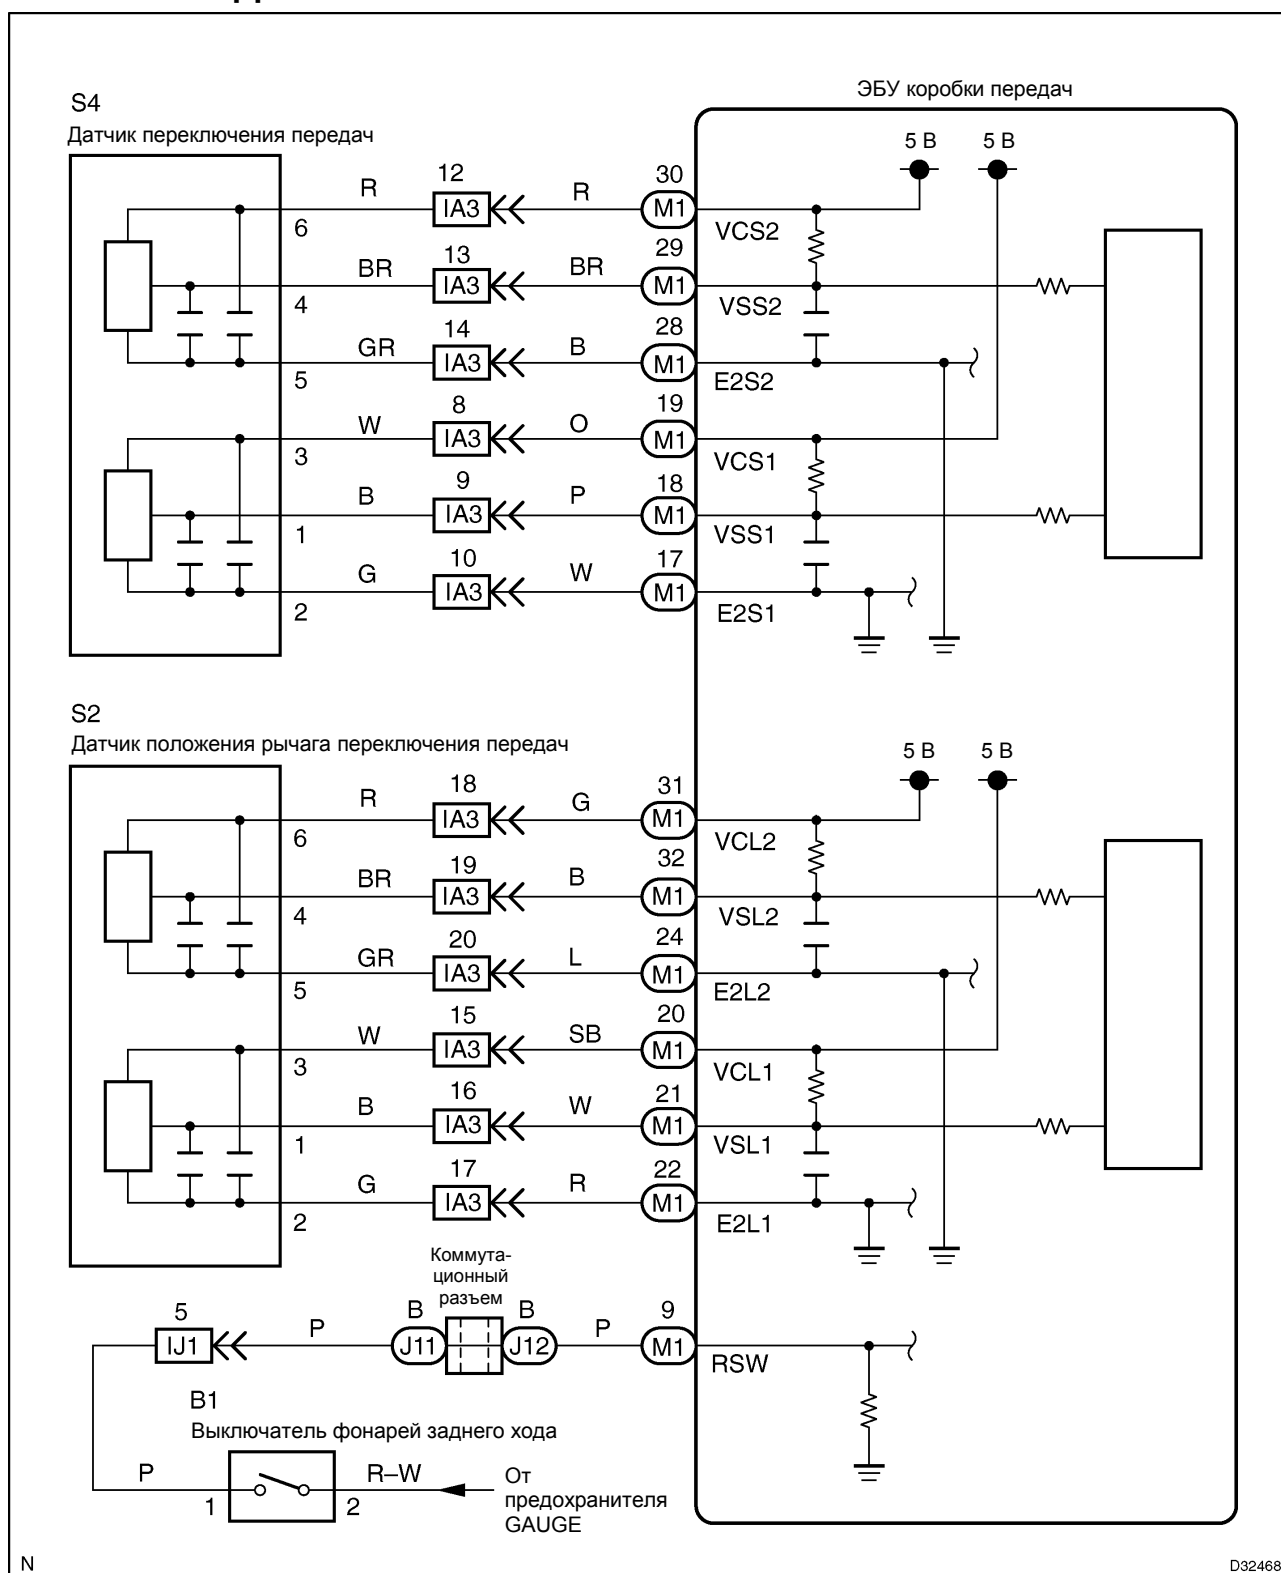 ЭБУ коробки передач
S4
Датчик переключения передач
5 В 5 В
R 12 IA3 R 30 M1
6 VCS2
BR 13 IA3 BR 29 M1
4 VSS2
GR 14 IA3 B 28 M1
5 E2S2
W 8 IA3 O 19 M1
3 VCS1
B 9 IA3 P 18 M1
1 VSS1
G 10 IA3 W 17 M1
2 E2S1
S2
Датчик положения рычага переключения передач
5 В 5 В
R 18 IA3 G 31 M1
6 VCL2
BR 19 IA3 B 32 M1
4 VSL2
GR 20 IA3 L 24 M1
5 E2L2
W 15 IA3 SB 20 M1
3 VCL1
B 16 IA3 W 21 M1
1 VSL1
G 17 IA3 R 22 M1
2 E2L1
Коммута-
ционный
разъем
5 IJ1 P B J11 B J12 P 9 M1
RSW
B1
Выключатель фонарей заднего хода
P 1 2 R–W
От
предохранителя
GAUGE
N
D32468